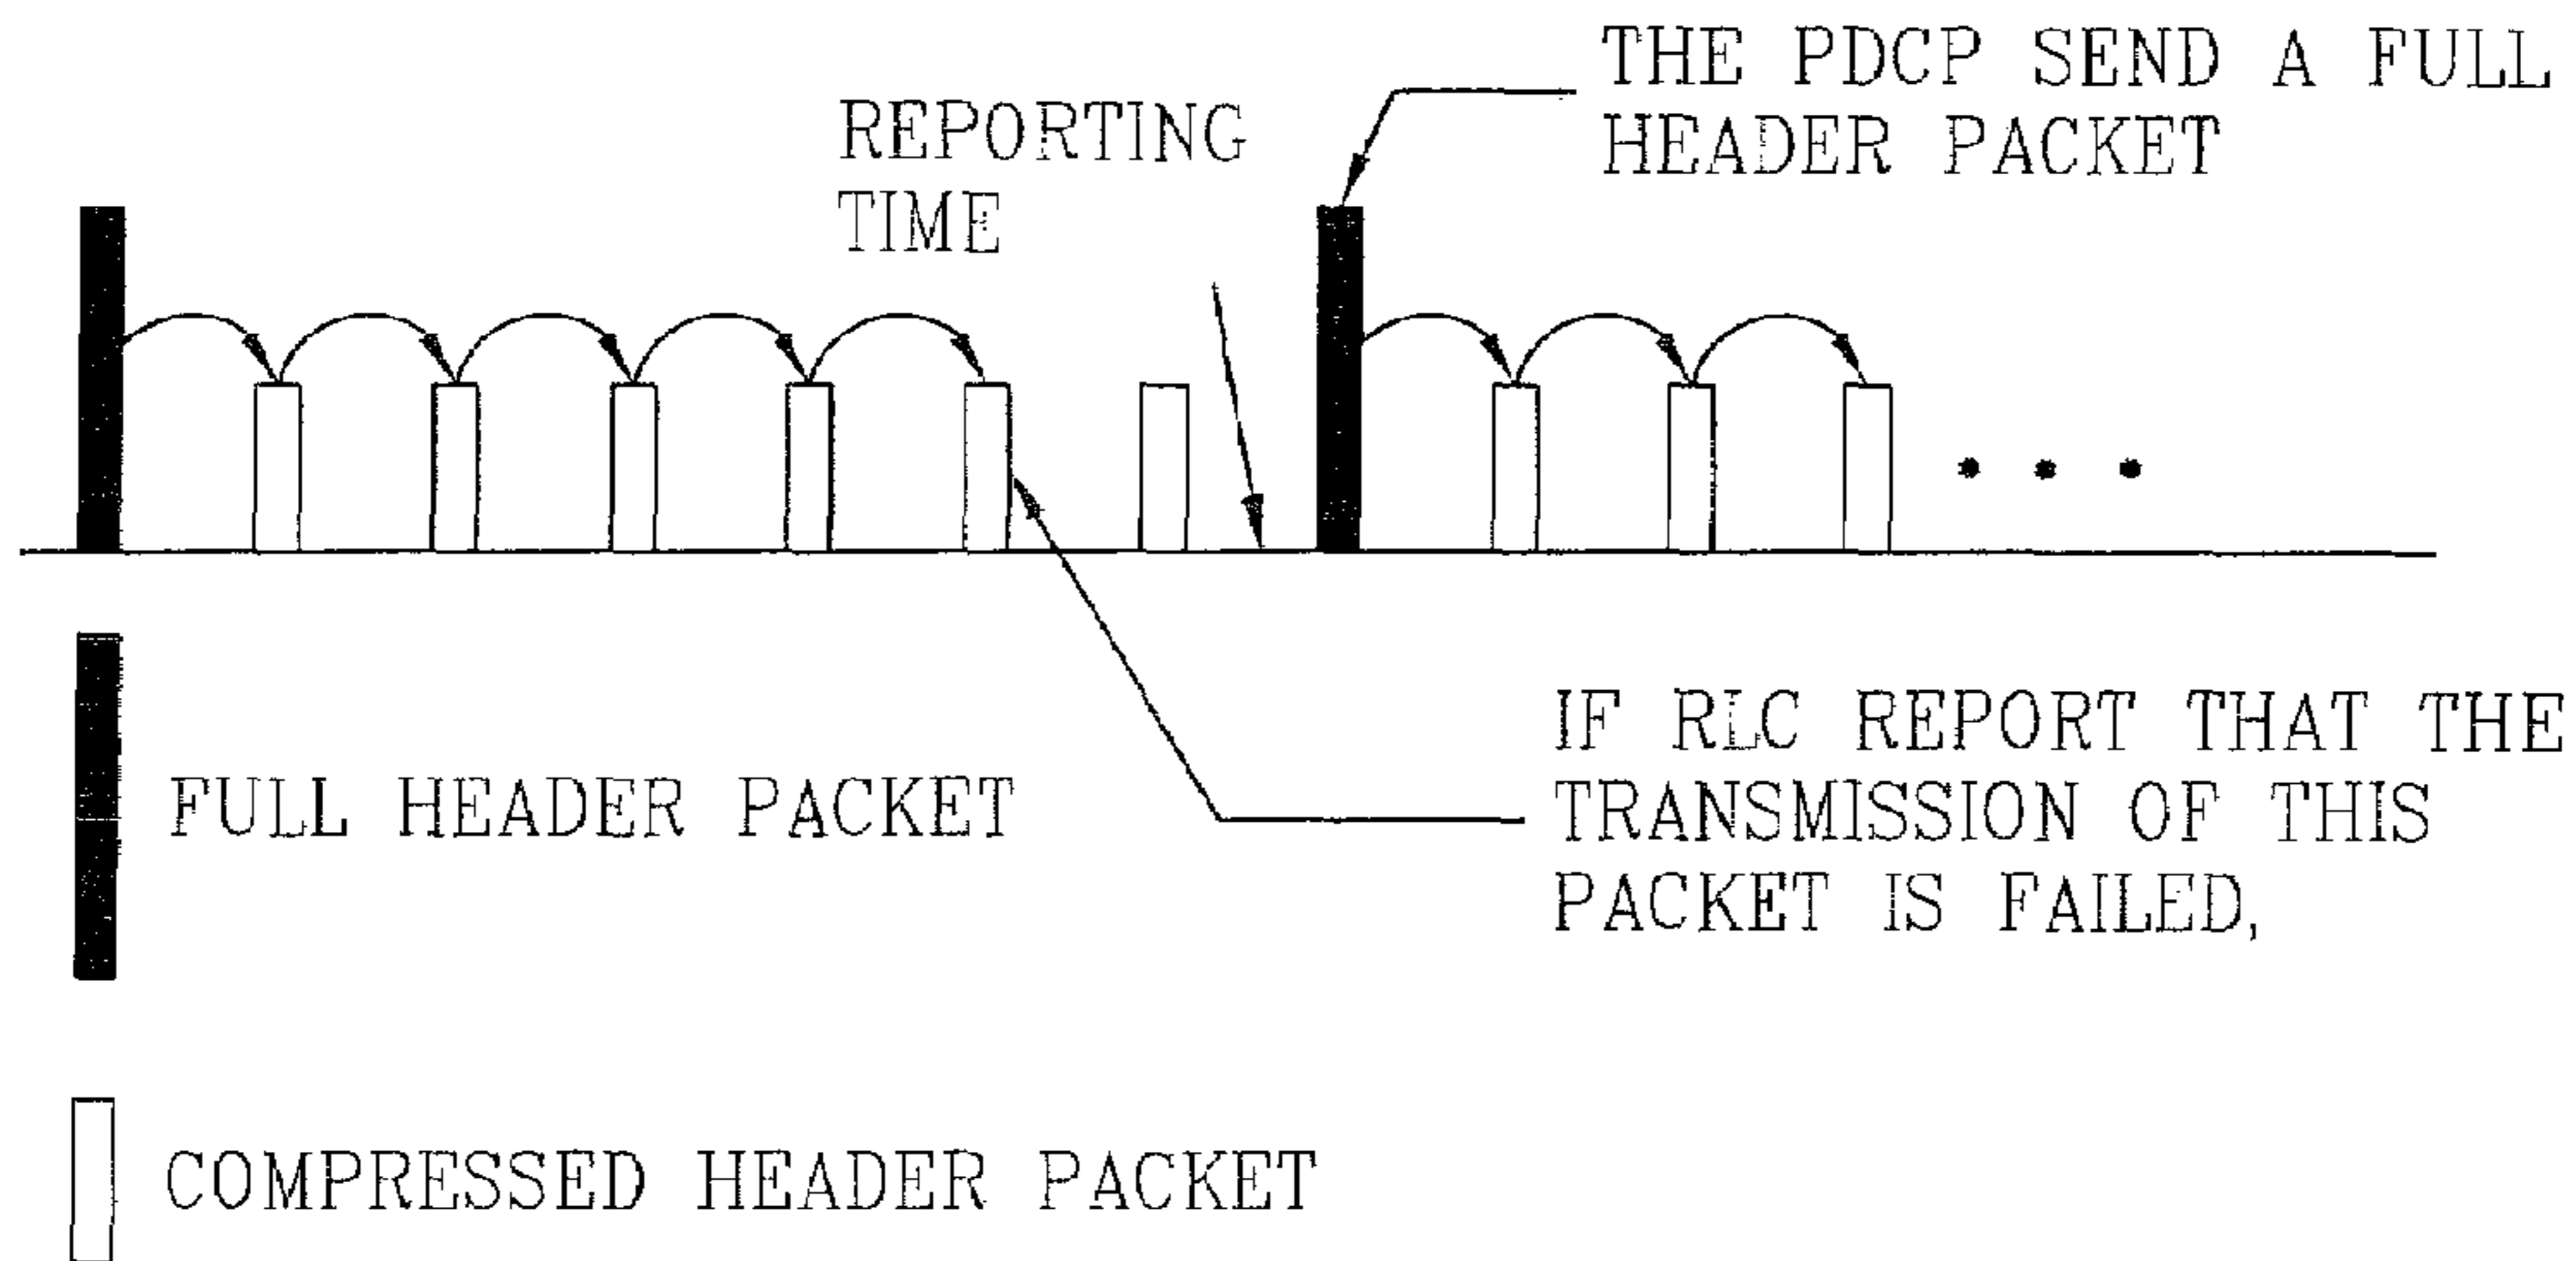 THE PDCP SEND A FULL
HEADER PACKET
REPORTING
TIME
IF RLC REPORT THAT THE
TRANSMISSION OF THIS
PACKET IS FAILED,
FULL HEADER PACKET
COMPRESSED HEADER PACKET